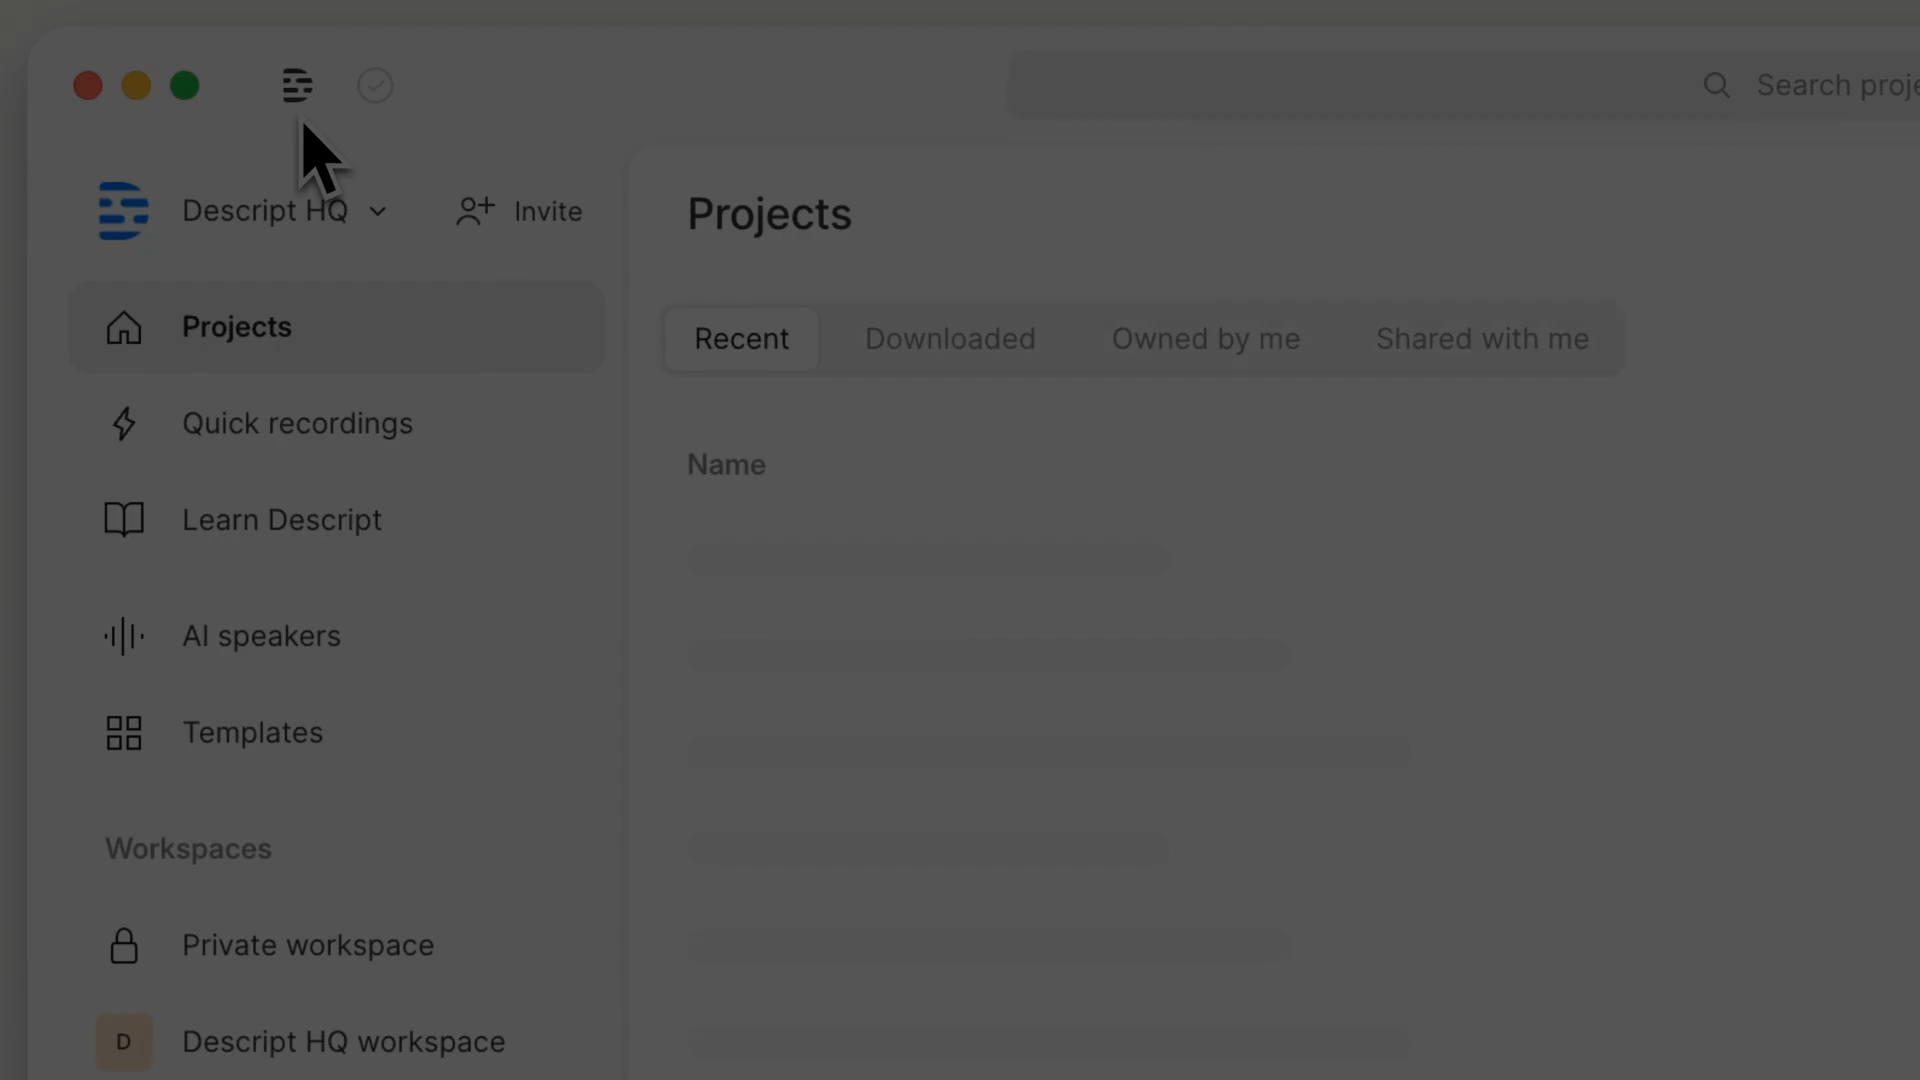 Search proje
Descript HQ
Invite
Projects
Projects
Recent
Downloaded
Owned by me
Shared with me
Quick recordings
Name
Learn Descript
AI speakers
Templates
Workspaces
Private workspace
D
Descript HQ workspace